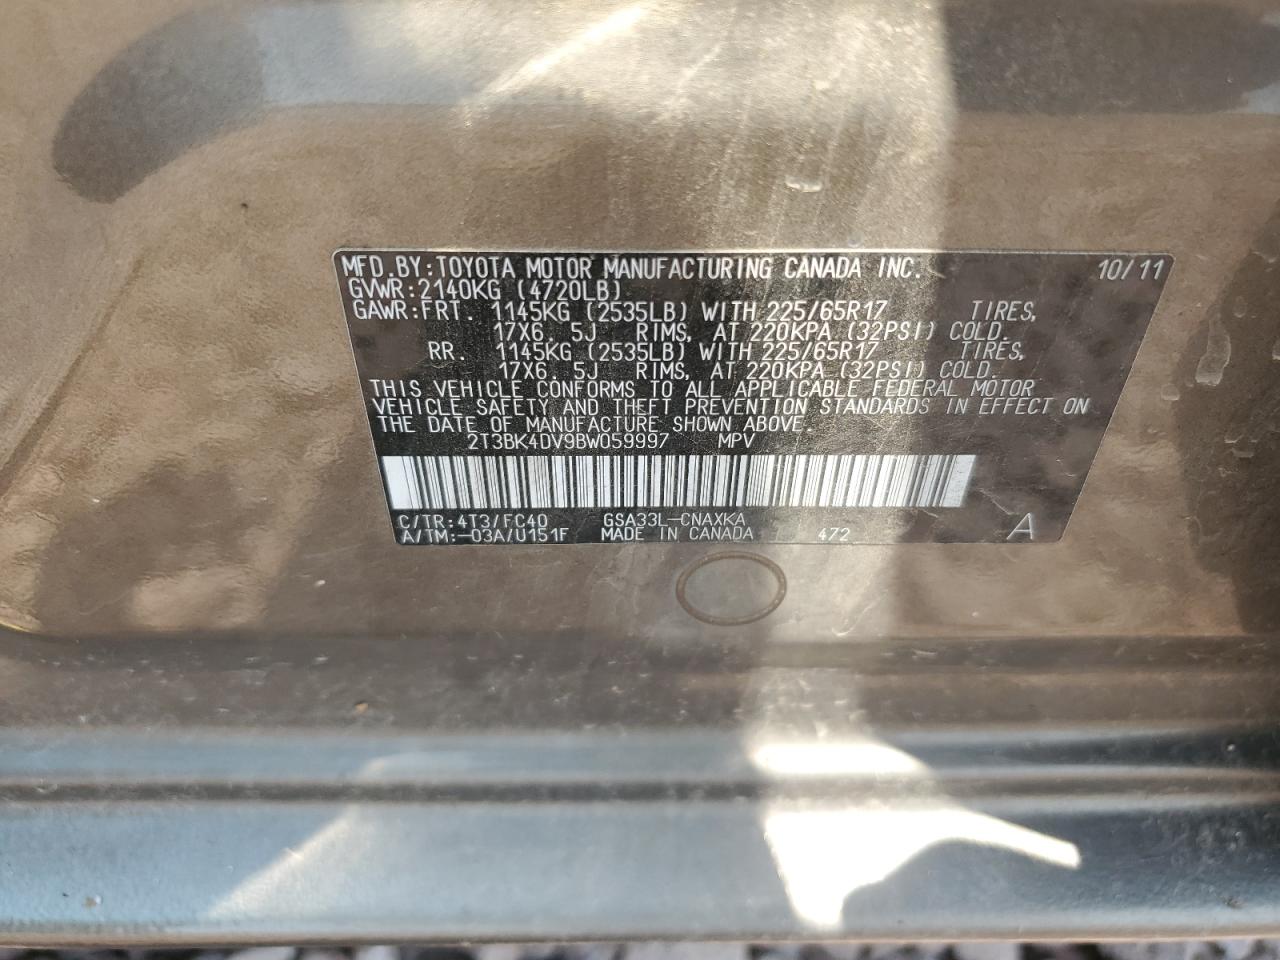 MFD.BY:TOYOTA MOTOR MANUFACTURING CANADA INC. 10/11
GVWR:2140KG (4720LB)
GAWR:FRT. 1145KG (2535LB) WITH 225/65R17 TIRES,
17X6.5J RIMS, AT 220KPA (32PSI) COLD.
RR. 1145KG (2535LB) WITH 225/65R17 TIRES,
17X6.5J RIMS, AT 220KPA (32PSI) COLD.
THIS VEHICLE CONFORMS TO ALL APPLICABLE FEDERAL MOTOR
VEHICLE SAFETY AND THEFT PREVENTION STANDARDS IN EFFECT ON
THE DATE OF MANUFACTURE SHOWN ABOVE.
2T3BK4DV9BW059997 MPV
C/TR:4T3/FC40 GSA33L-CNAXKA
A/TM:-03A/U151F MADE IN CANADA 472 A